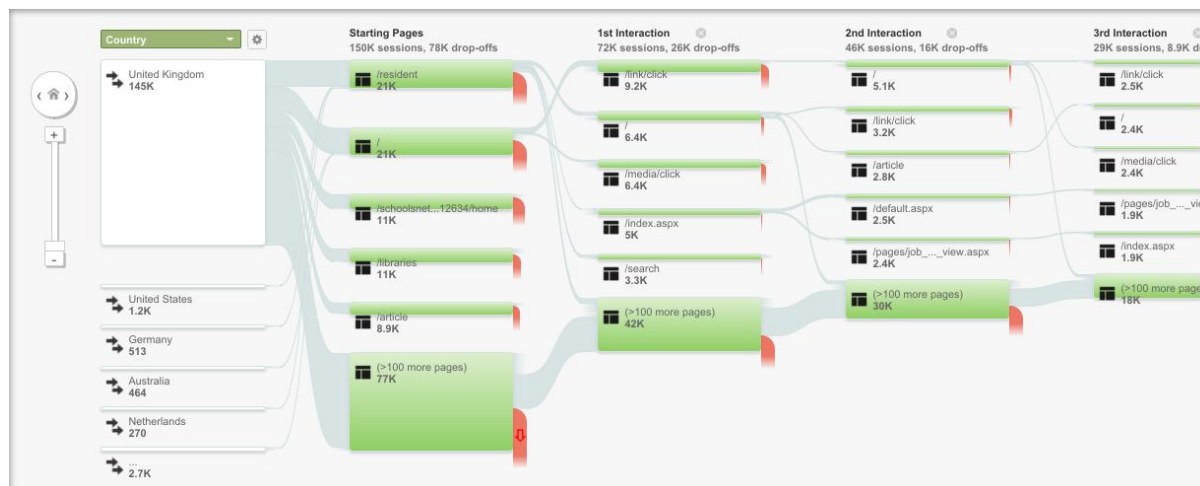 Country
United Kingdom
145K
United States
1.2K
Germany
513
Australia
464
Netherlands
270
...
2.7K
Starting Pages
150K sessions, 78K drop-offs
/resident
21K
/
21K
/schoolsnet...12634/home
11K
/libraries
11K
/article
8.9K
(>100 more pages)
77K
1st Interaction
72K sessions, 26K drop-offs
/link/click
9.2K
/
6.4K
/media/click
6.4K
/index.aspx
5K
/search
3.3K
(>100 more pages)
42K
2nd Interaction
46K sessions, 16K drop-offs
/
5.1K
/link/click
3.2K
/article
2.8K
/default.aspx
2.5K
/pages/job_..._view.aspx
2.4K
(>100 more pages)
30K
3rd Interaction
29K sessions, 8.9K d
/link/click
2.5K
/
2.4K
/media/click
2.4K
/pages/job_..._vie
1.9K
/index.aspx
1.9K
(>100 more page
18K
+
-